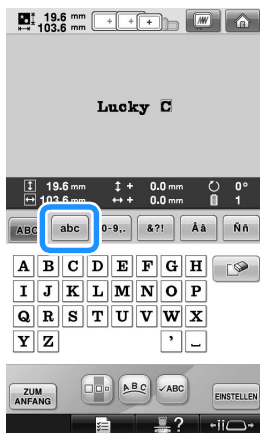 19.6 mm
103.6 mm
Lucky C
19.6 mm + 0.0 mm 0°
103.6 mm + 0.0 mm 1
ABC abc 0-9,. &?! Ää Ññ
A B C D E F G H
I J K L M N O P
Q R S T U V W X
Y Z ' _
ZUM ANFANG ABC ✓ABC EINSTELLEN
?